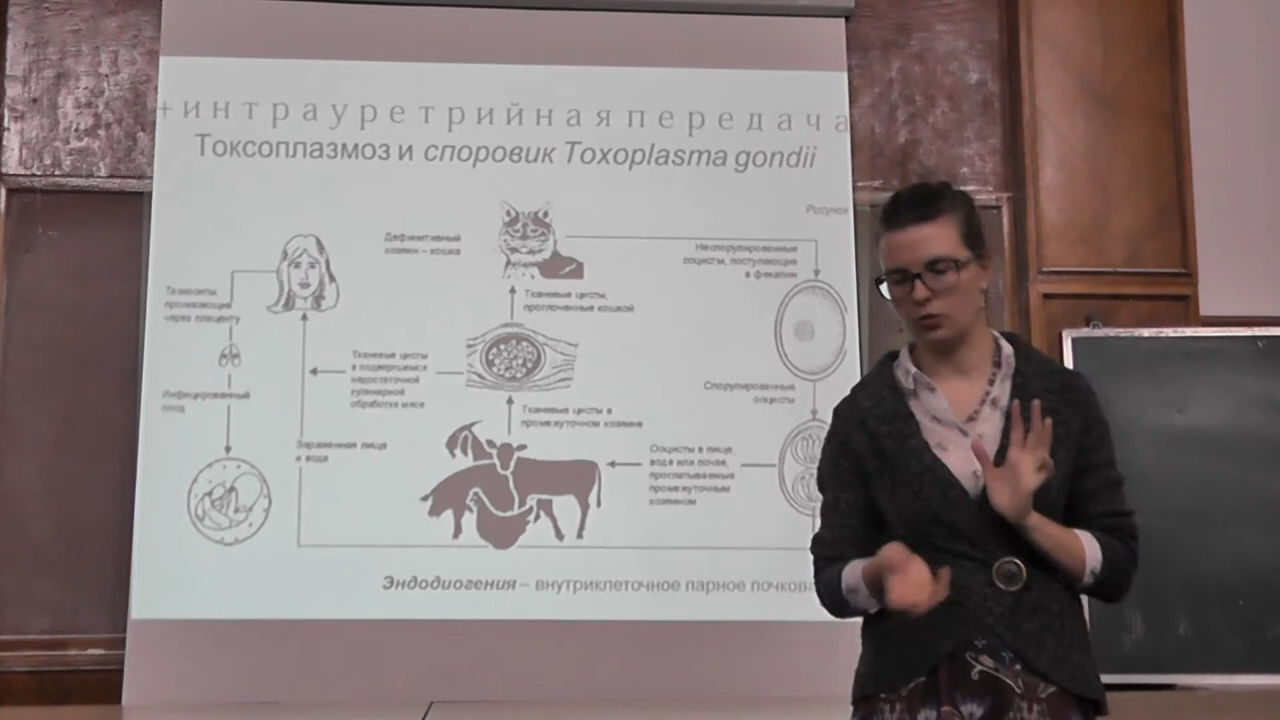 +интрауретрийная передача
Токсоплазмоз и споровик Toxoplasma gondii
Рисунок
Дефинитивный
хозяин – кошка
Неспорулированные
ооцисты, поступающие
в фекалии
Тканевые цисты,
проглоченные кошкой
проникающие
через плаценту
Тканевые цисты
в подвергшемся
недостаточной
кулинарной
обработке мясе
Спорулированные
ооцисты
Инфицированный
плод
Тканевые цисты в
промежуточном хозяине
Зараженная пища
и вода
Ооцисты в пище,
воде или почве,
проглатываемые
промежуточным
хозяином
Эндодиогения – внутриклеточное парное почкова